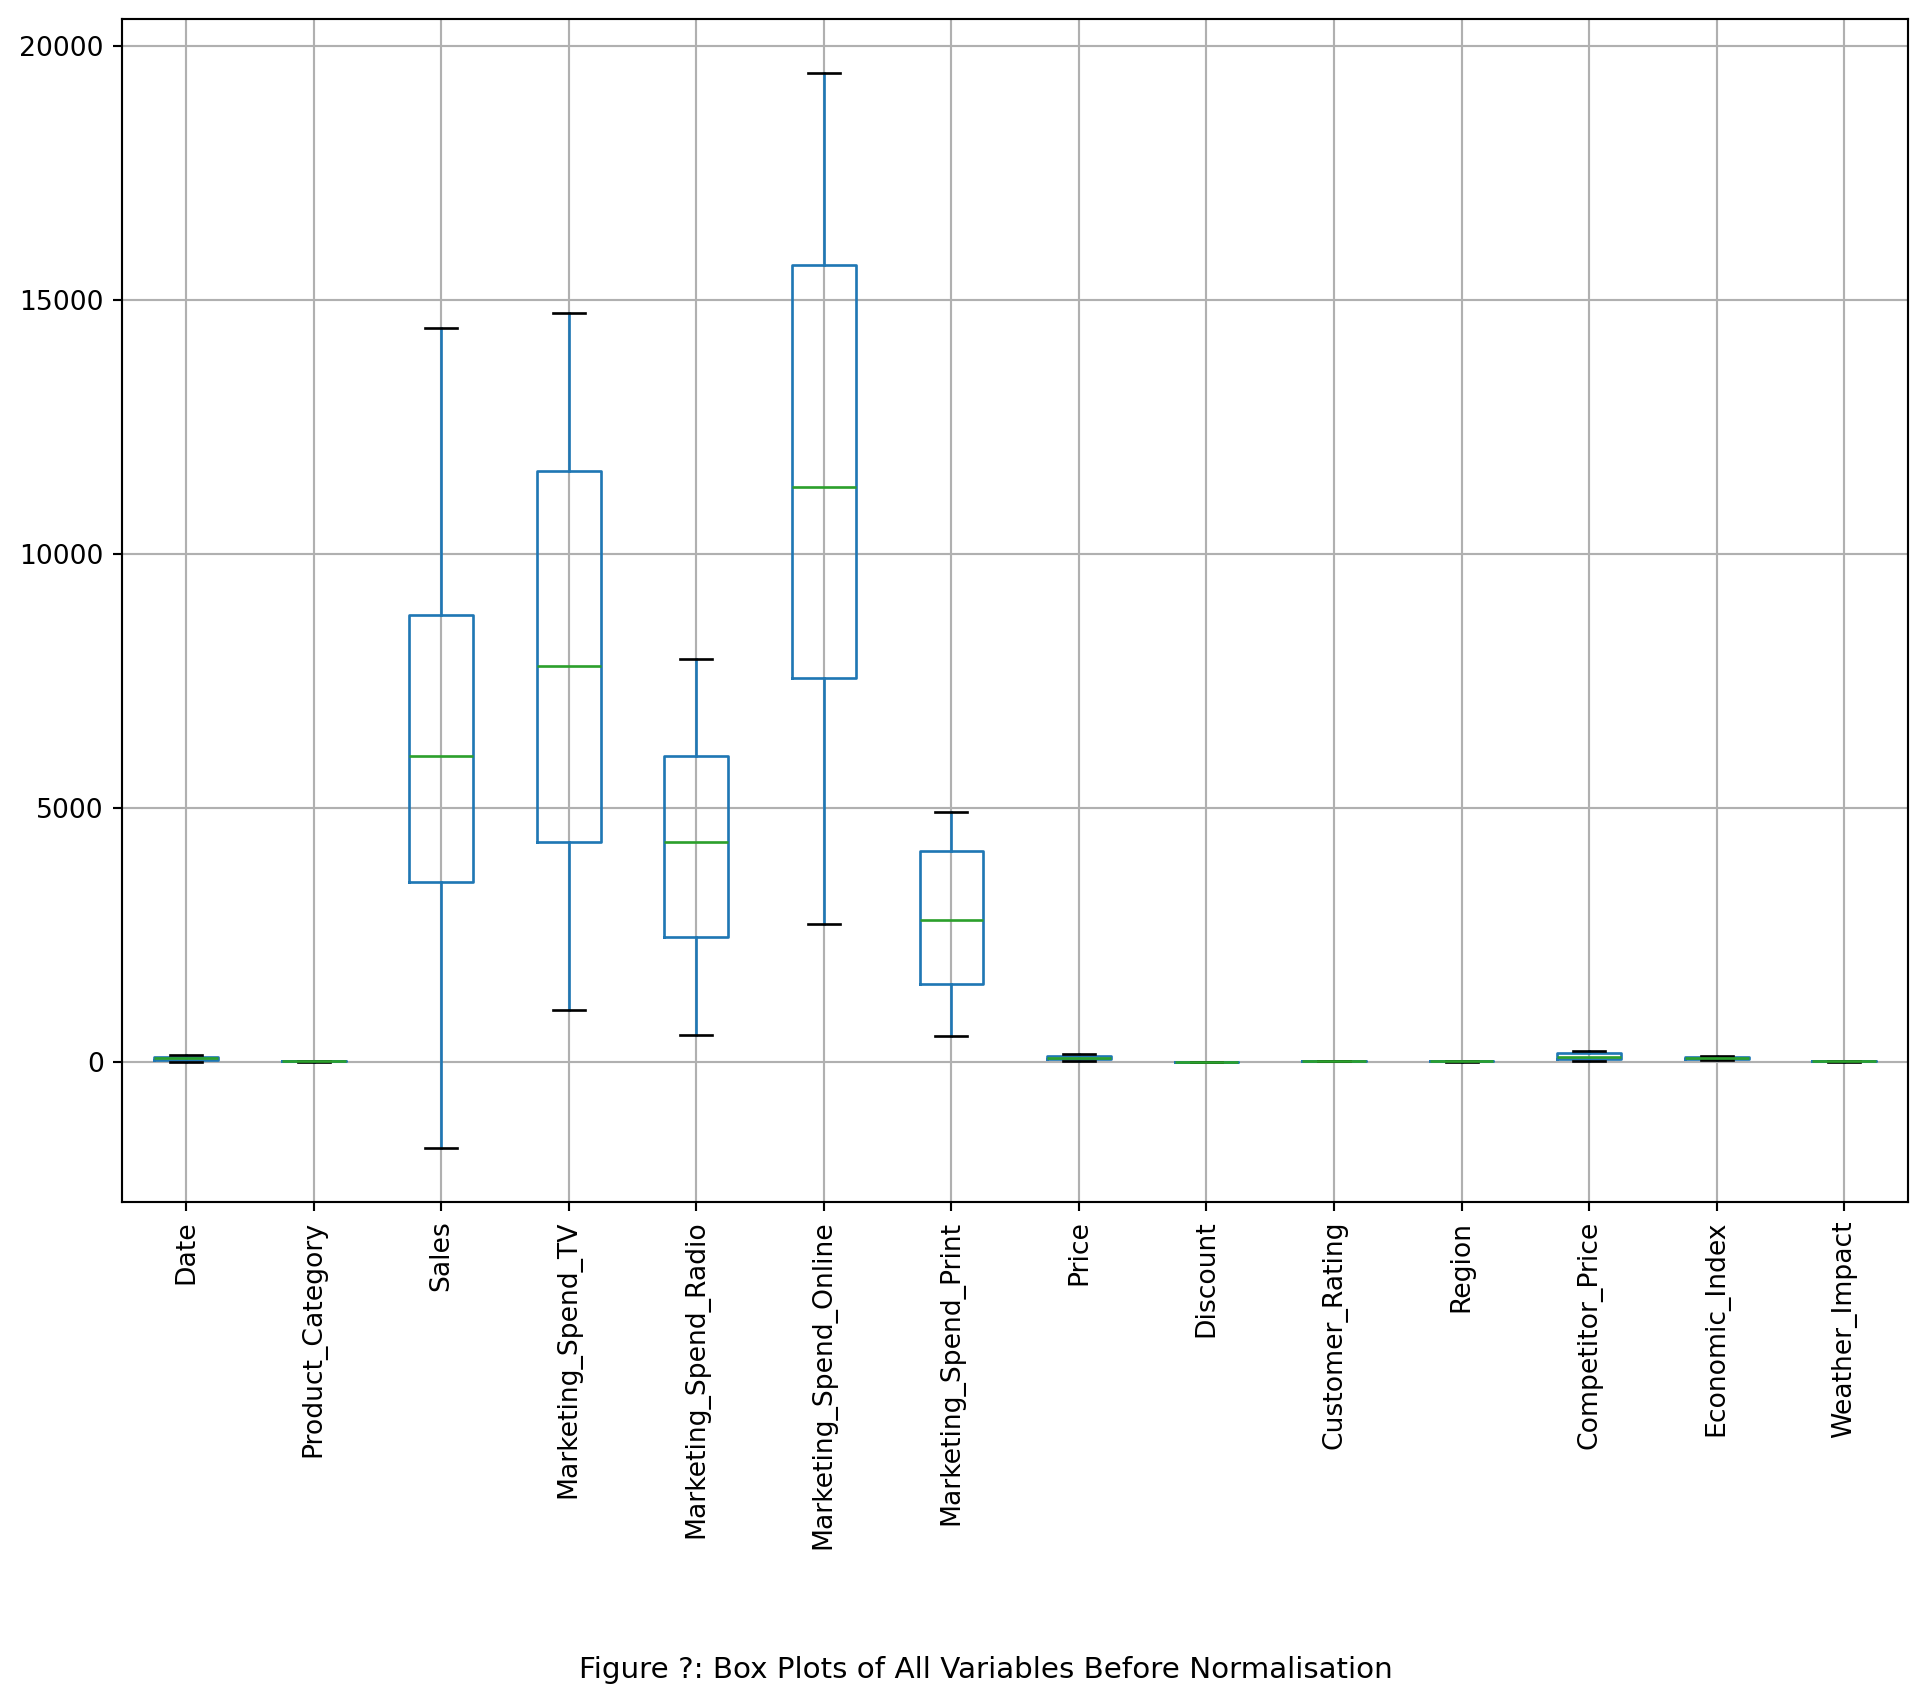 20000
15000
10000
5000
0
Date
Product_Category
Sales
Marketing_Spend_TV
Marketing_Spend_Radio
Marketing_Spend_Online
Marketing_Spend_Print
Price
Discount
Customer_Rating
Region
Competitor_Price
Economic_Index
Weather_Impact
Figure ?: Box Plots of All Variables Before Normalisation